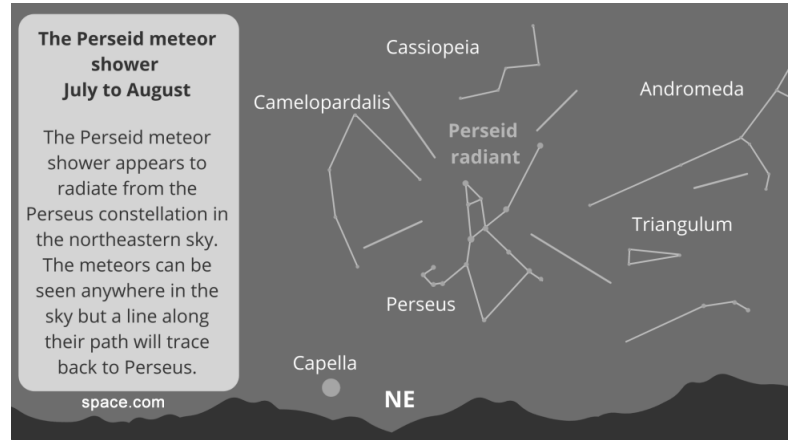 The Perseid meteor
shower
July to August
The Perseid meteor
shower appears to
radiate from the
Perseus constellation in
the northeastern sky.
The meteors can be
seen anywhere in the
sky but a line along
their path will trace
back to Perseus.
space.com
Cassiopeia
Camelopardalis
Andromeda
Perseid
radiant
Triangulum
Perseus
Capella
NE